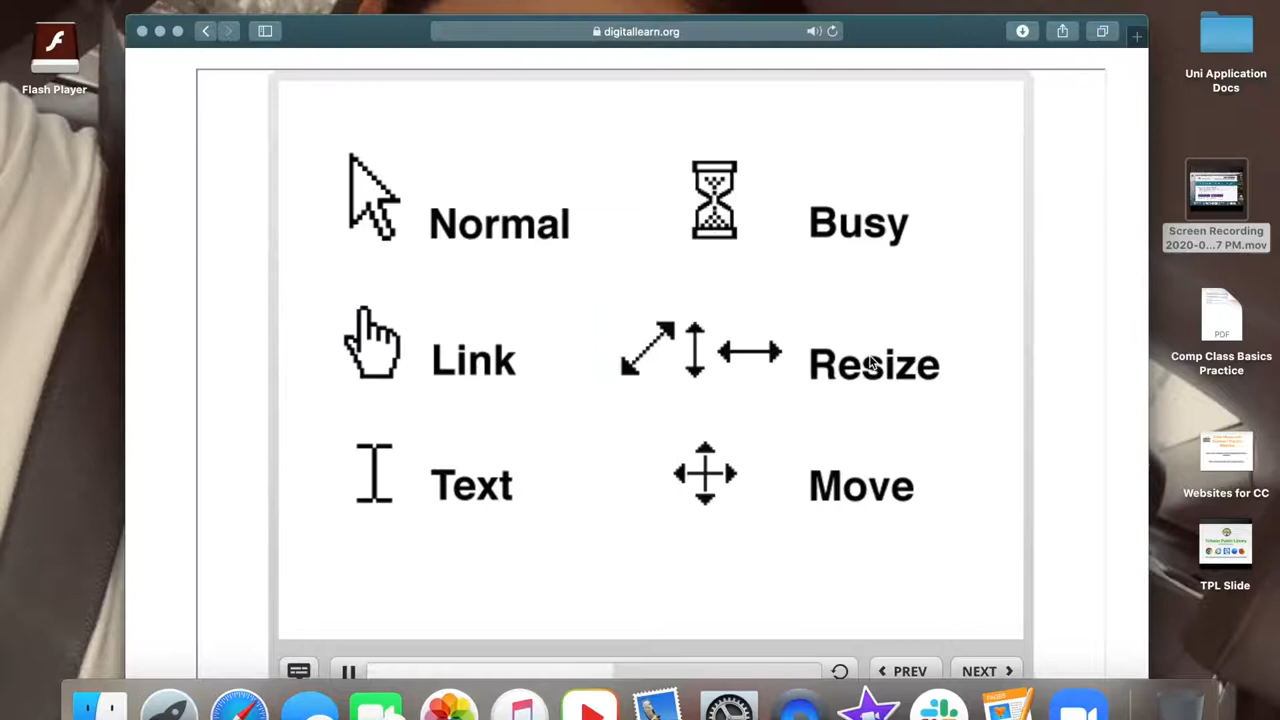 digitallearn.org
Flash Player
Uni Application
Docs
Normal
Busy
Screen Recording
2020-0...7 PM.mov
Link
Resize
PDF
Comp Class Basics
Practice
Text
Move
Websites for CC
TPL Slide
PREV
NEXT